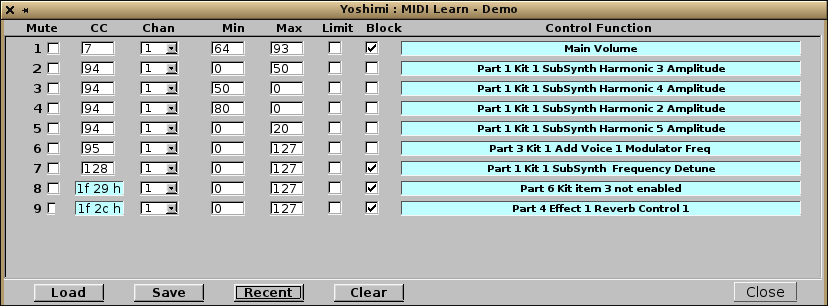 Yoshimi : MIDI Learn - Demo
Mute CC Chan Min Max Limit Block Control Function
1 7 1 64 93 Main Volume
2 94 1 0 50 Part 1 Kit 1 SubSynth Harmonic 3 Amplitude
3 94 1 50 0 Part 1 Kit 1 SubSynth Harmonic 4 Amplitude
4 94 1 80 0 Part 1 Kit 1 SubSynth Harmonic 2 Amplitude
5 94 1 0 20 Part 1 Kit 1 SubSynth Harmonic 5 Amplitude
6 95 1 0 127 Part 3 Kit 1 Add Voice 1 Modulator Freq
7 128 1 0 127 Part 1 Kit 1 SubSynth Frequency Detune
8 1f 29 h 1 0 127 Part 6 Kit item 3 not enabled
9 1f 2c h 1 0 127 Part 4 Effect 1 Reverb Control 1
Load Save Recent Clear Close